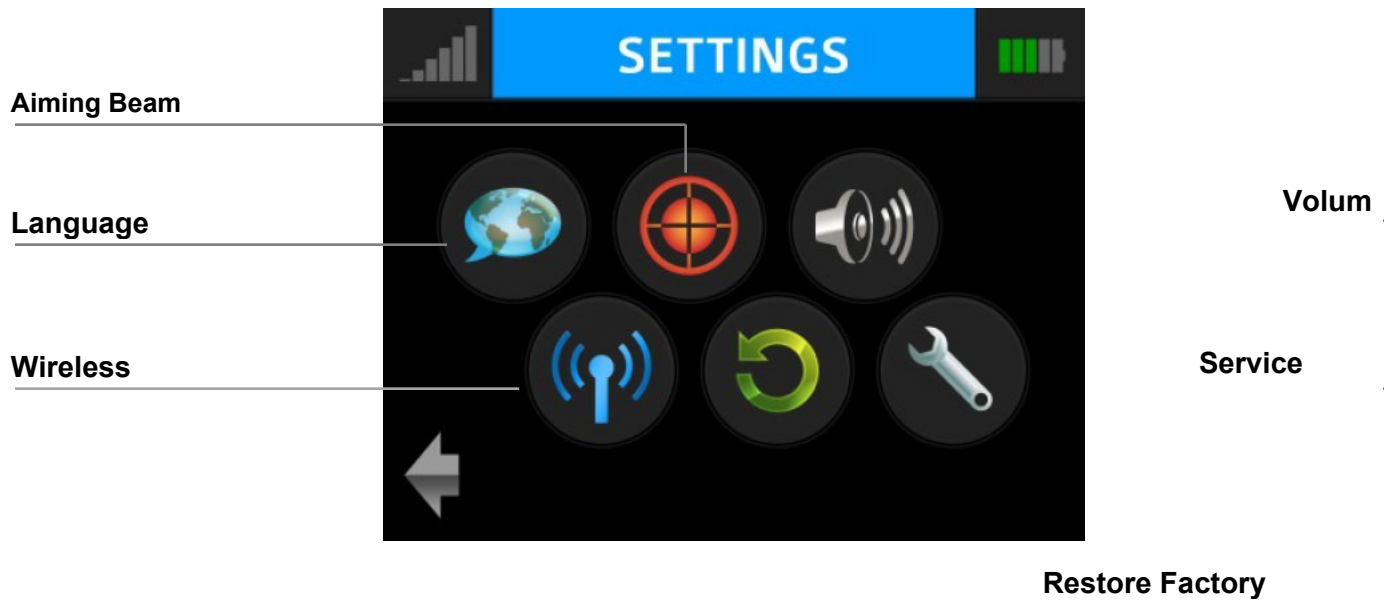 SETTINGS
Aiming Beam
Language
Volum
Wireless
Service
Restore Factory